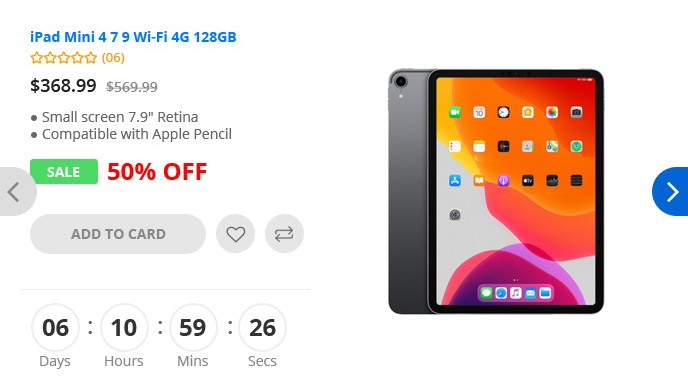 iPad Mini 4 7 9 Wi-Fi 4G 128GB
(06)
$368.99 $569.99
● Small screen 7.9" Retina
● Compatible with Apple Pencil
SALE 50% OFF
ADD TO CARD
06 : 10 : 59 : 26
Days Hours Mins Secs